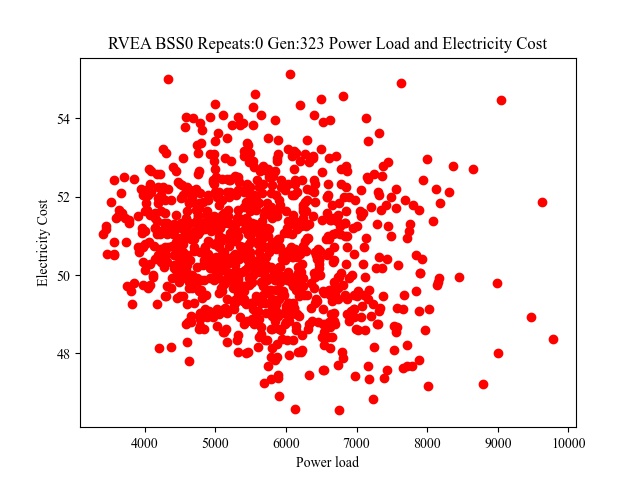 RVEA BSS0 Repeats:0 Gen:323 Power Load and Electricity Cost
54
52
50
48
Electricity Cost
4000 5000 6000 7000 8000 9000 10000
Power load